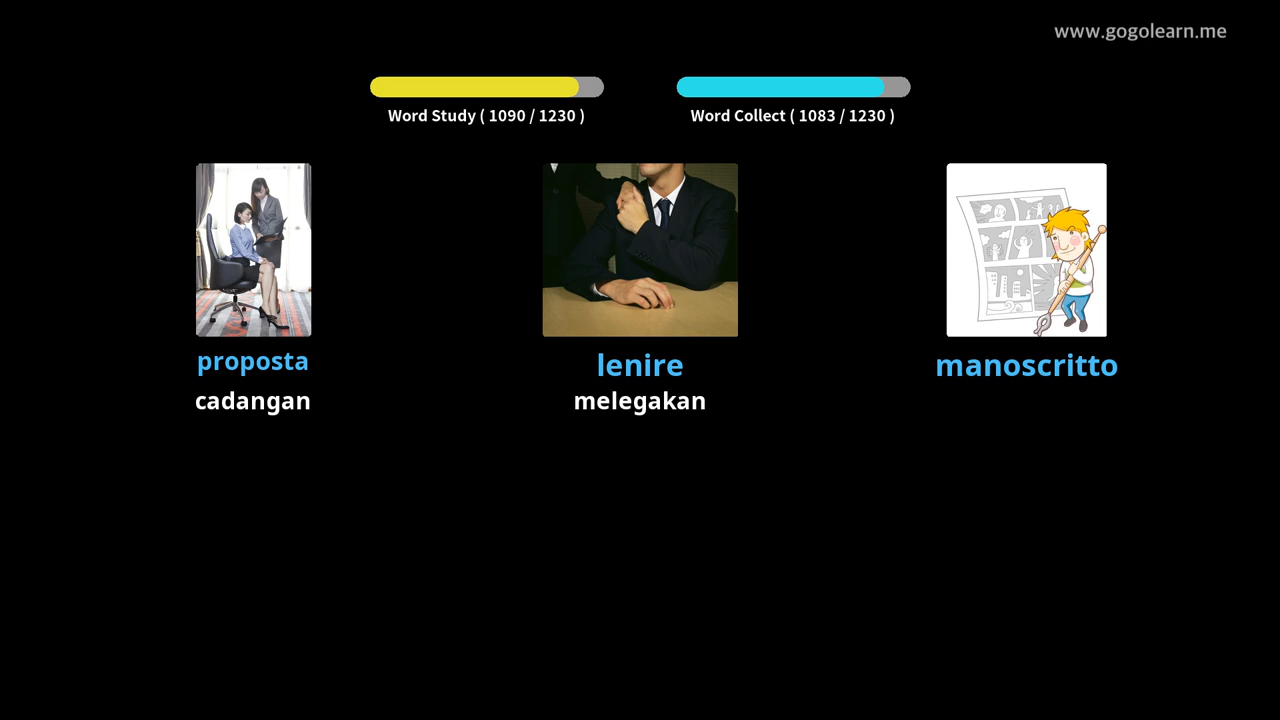 www.gogolearn.me
Word Study ( 1090 / 1230 )
Word Collect ( 1083 / 1230 )
proposta
cadangan
lenire
melegakan
manoscritto